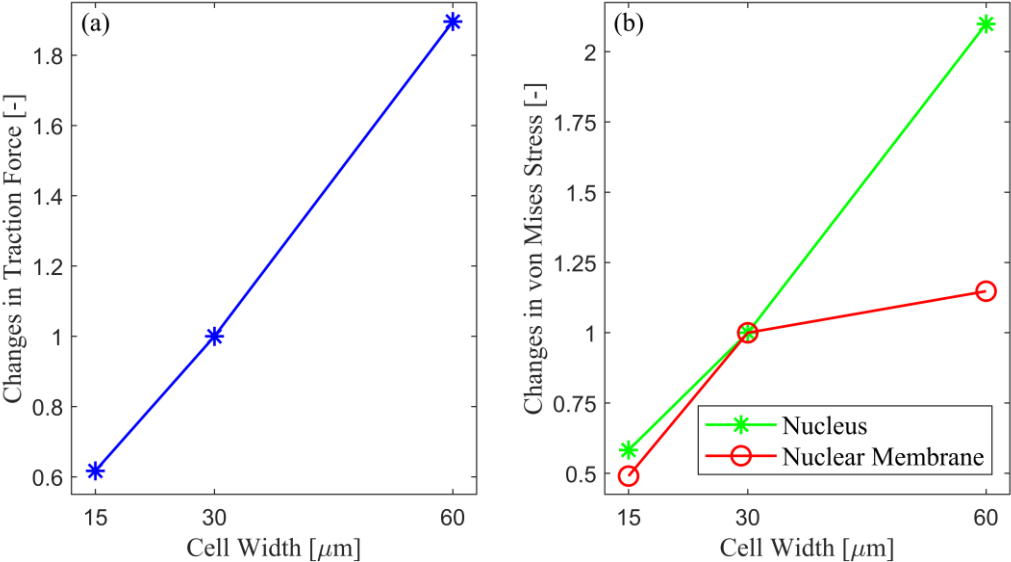 (a)
Changes in Traction Force [-]
1.8
1.6
1.4
1.2
1
0.8
0.6
15
30
60
Cell Width [μm]
(b)
Changes in von Mises Stress [-]
2
1.75
1.5
1.25
1
0.75
0.5
Nucleus
Nuclear Membrane
15
30
60
Cell Width [μm]